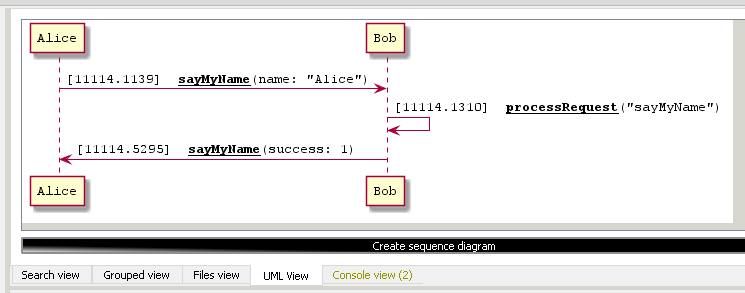 Alice Bob
[11114.1139] sayMyName(name: "Alice")
[11114.1310] processRequest("sayMyName")
[11114.5295] sayMyName(success: 1)
Alice Bob
Create sequence diagram
Search view Grouped view Files view UML View Console view (2)